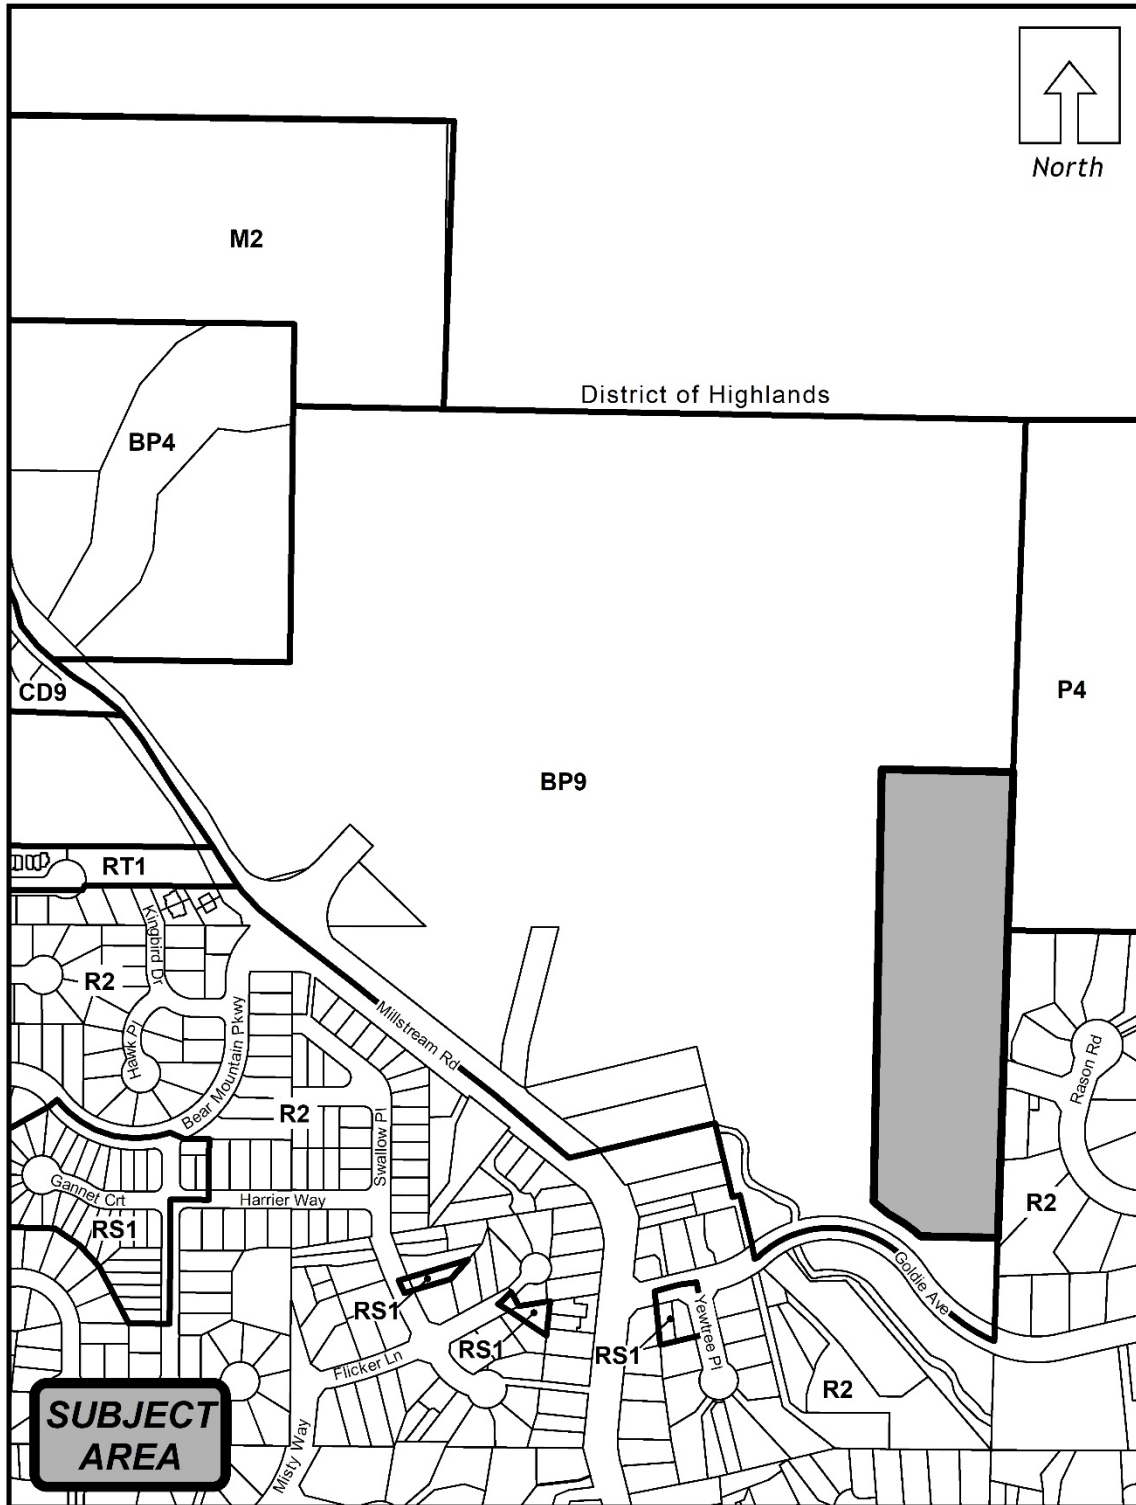 North
M2
District of Highlands
BP4
CD9
P4
BP9
RT1
Kingbird Dr
R2
Hawk Pl
Bear Mountain Pkwy
Millstream Rd
Rason Rd
R2
Swallow Pl
Gannet Crt
Harrier Way
RS1
R2
Goldie Ave
RS1
RS1
RS1
Yewtree Pl
Flicker Ln
R2
Misty Way
SUBJECT
AREA